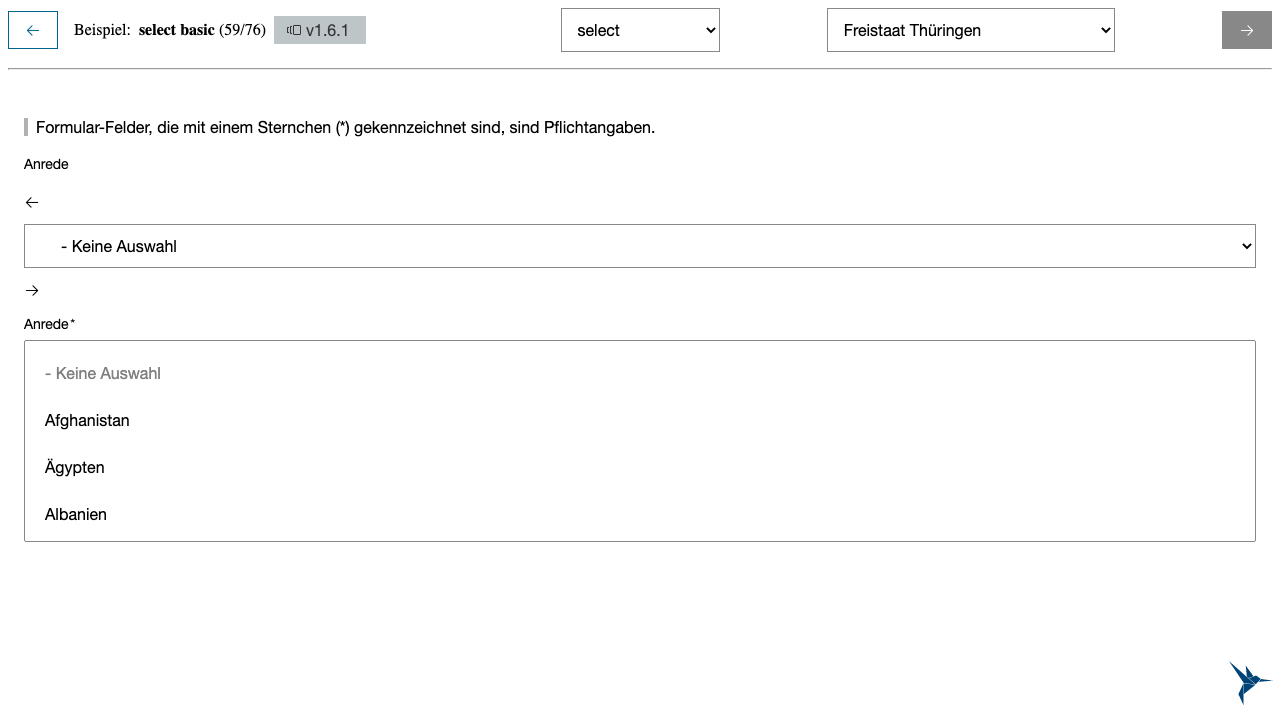 ← Beispiel: select basic (59/76) v1.6.1 select Freistaat Thüringen →
Formular-Felder, die mit einem Sternchen (*) gekennzeichnet sind, sind Pflichtangaben.
Anrede
←
- Keine Auswahl
→
Anrede*
- Keine Auswahl
Afghanistan
Ägypten
Albanien